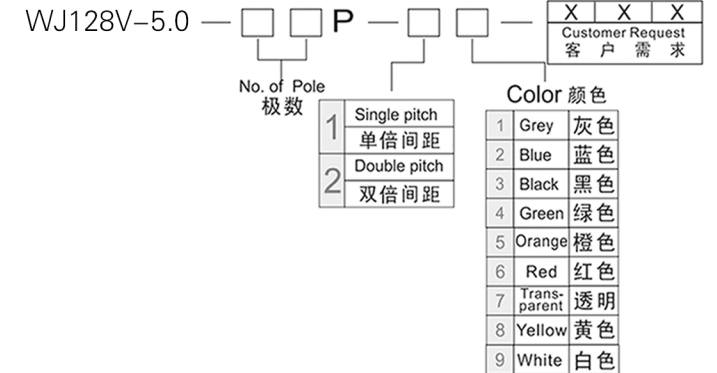 WJ128V–5.0 — □ □ P — □ □ — X X X
Customer Request
客户需求
No. of Pole
极数
1 Single pitch
单倍间距
2 Double pitch
双倍间距
Color 颜色
1 Grey 灰色
2 Blue 蓝色
3 Black 黑色
4 Green 绿色
5 Orange 橙色
6 Red 红色
7 Trans-
parent 透明
8 Yellow 黄色
9 White 白色